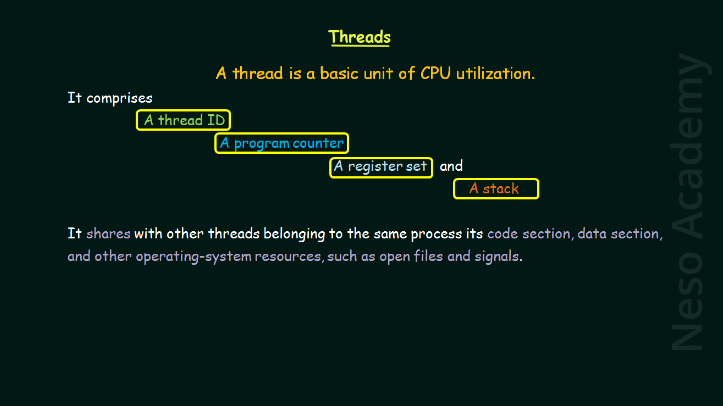 Threads
A thread is a basic unit of CPU utilization.
It comprises
A thread ID
A program counter
A register set and
A stack
It shares with other threads belonging to the same process its code section, data section,
and other operating-system resources, such as open files and signals.
Neso Academy